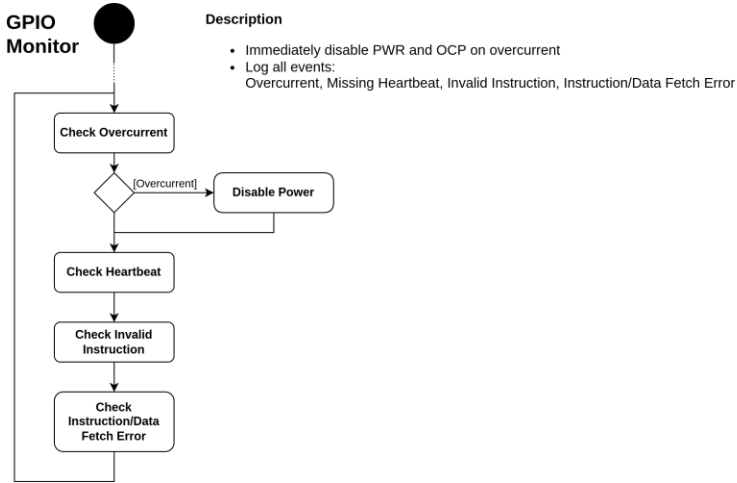 GPIO
Monitor
Description
• Immediately disable PWR and OCP on overcurrent
• Log all events:
Overcurrent, Missing Heartbeat, Invalid Instruction, Instruction/Data Fetch Error
Check Overcurrent
[Overcurrent]
Disable Power
Check Heartbeat
Check Invalid
Instruction
Check
Instruction/Data
Fetch Error